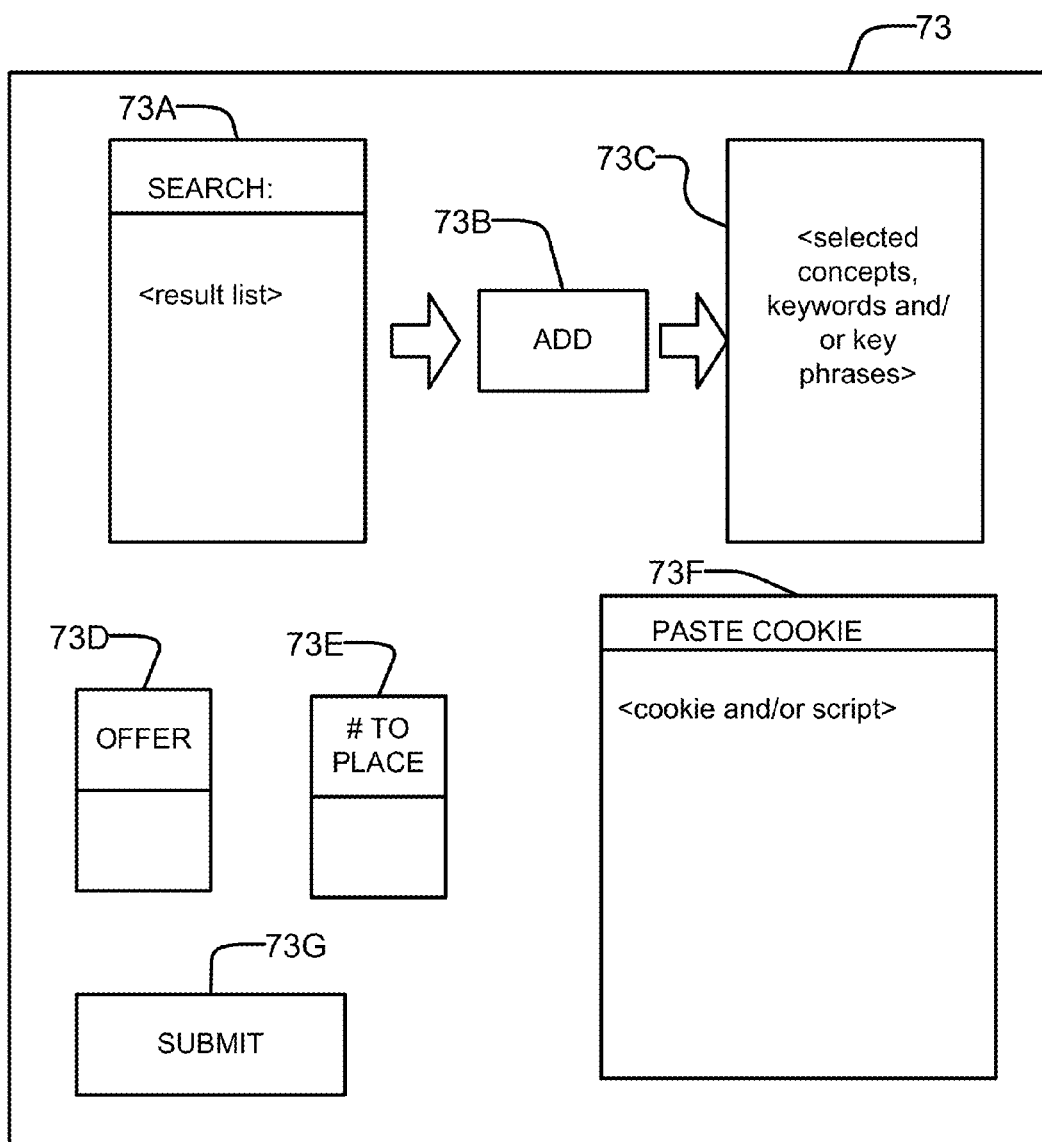 73
73A
SEARCH:
<result list>
73B
ADD
73C
<selected
concepts,
keywords and/
or key
phrases>
73D
OFFER
73E
# TO
PLACE
73F
PASTE COOKIE
<cookie and/or script>
73G
SUBMIT